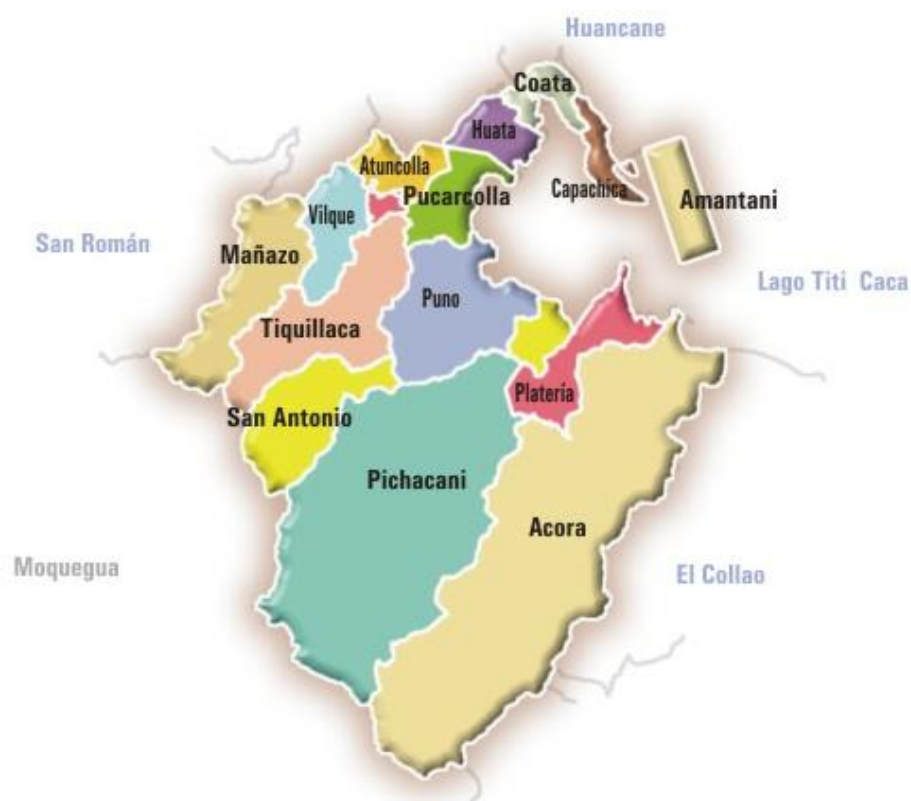 Huancane
Coata
Huata
Atuncolla
Capachica
Pucarcolla
Amantani
Vilque
San Román
Mañazo
Lago Titi Caca
Puno
Tiquillaca
Platería
San Antonio
Pichacani
Acora
Moquegua
El Collao